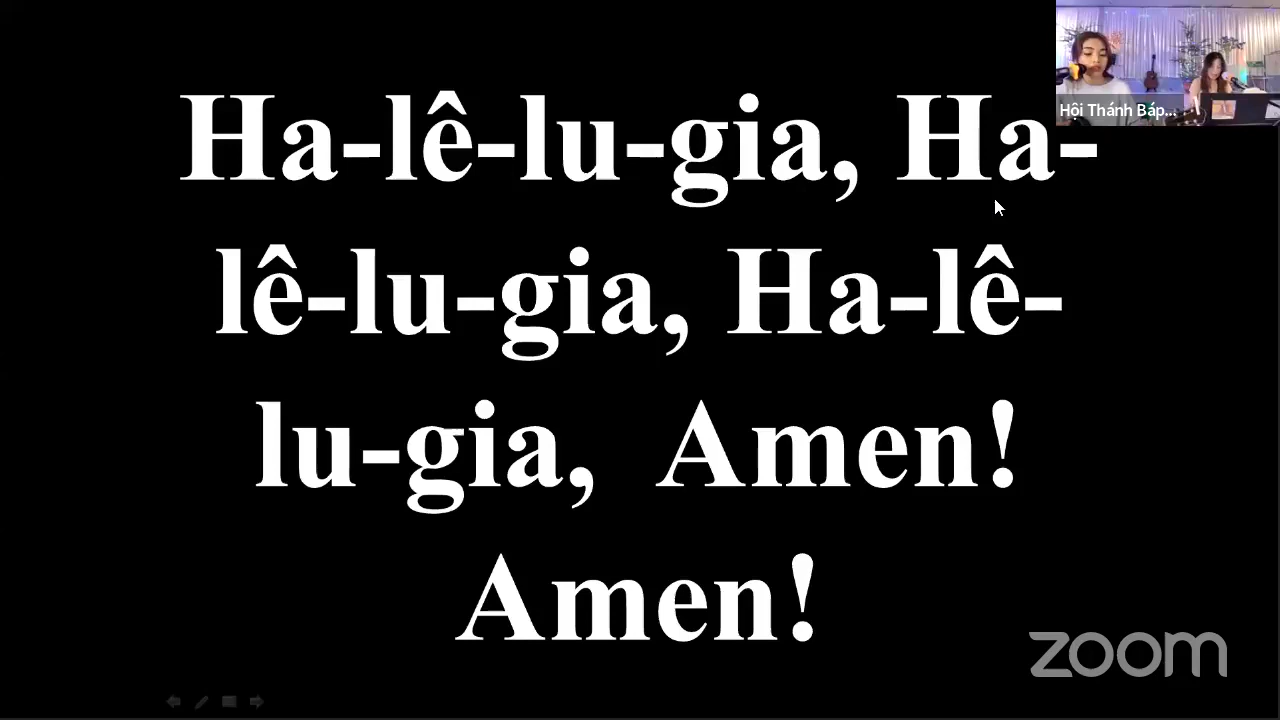 Ha-lê-lu-gia, Ha-
lê-lu-gia, Ha-lê-
lu-gia,  Amen!
Amen!
Hội Thánh Báp...
zoom